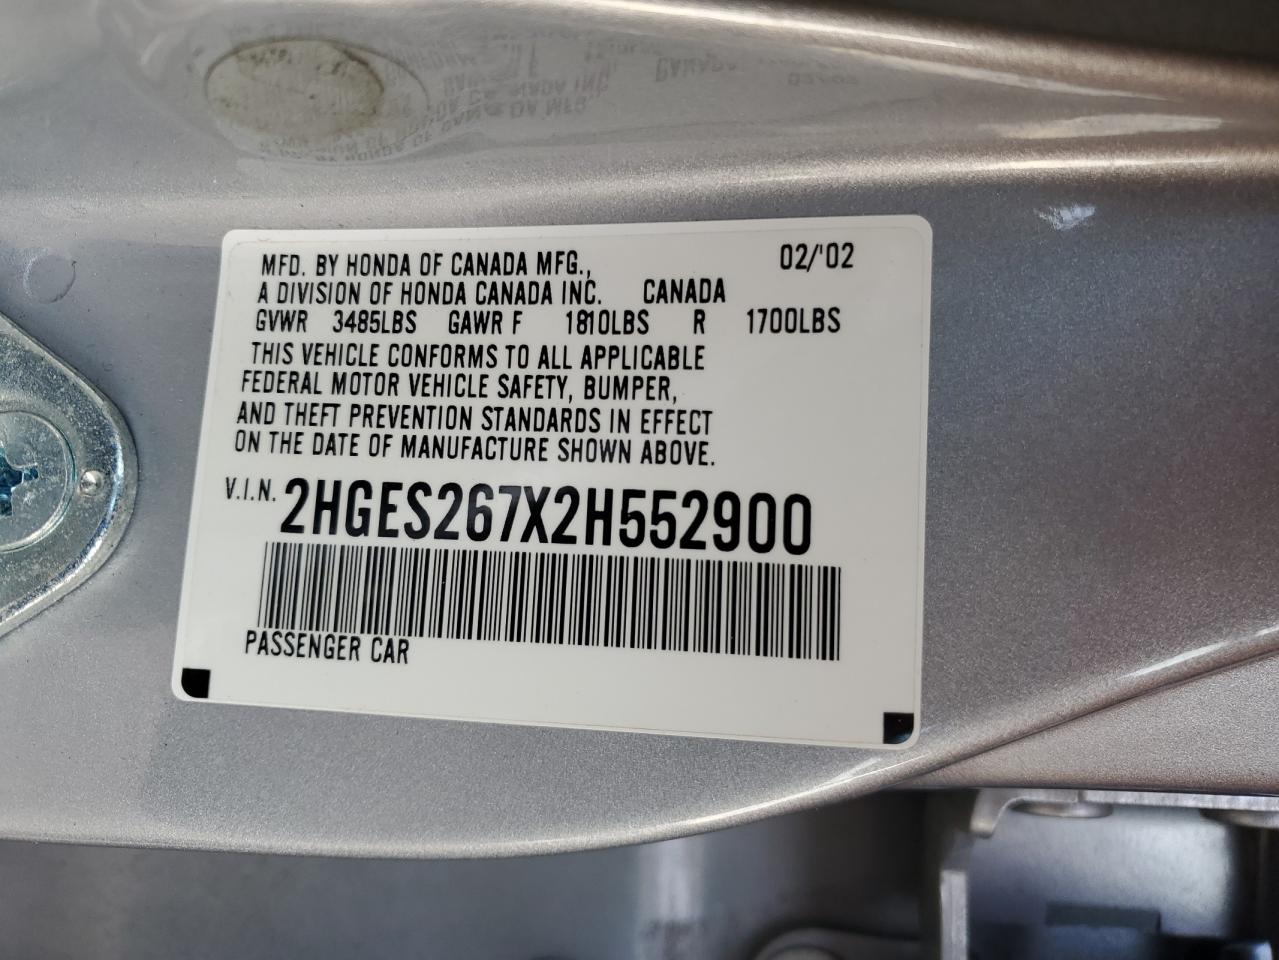 MFD. BY HONDA OF CANADA MFG., 02/'02
A DIVISION OF HONDA CANADA INC. CANADA
GVWR 3485LBS GAWR F 1810LBS R 1700LBS
THIS VEHICLE CONFORMS TO ALL APPLICABLE
FEDERAL MOTOR VEHICLE SAFETY, BUMPER,
AND THEFT PREVENTION STANDARDS IN EFFECT
ON THE DATE OF MANUFACTURE SHOWN ABOVE.
V.I.N. 2HGES267X2H552900
PASSENGER CAR